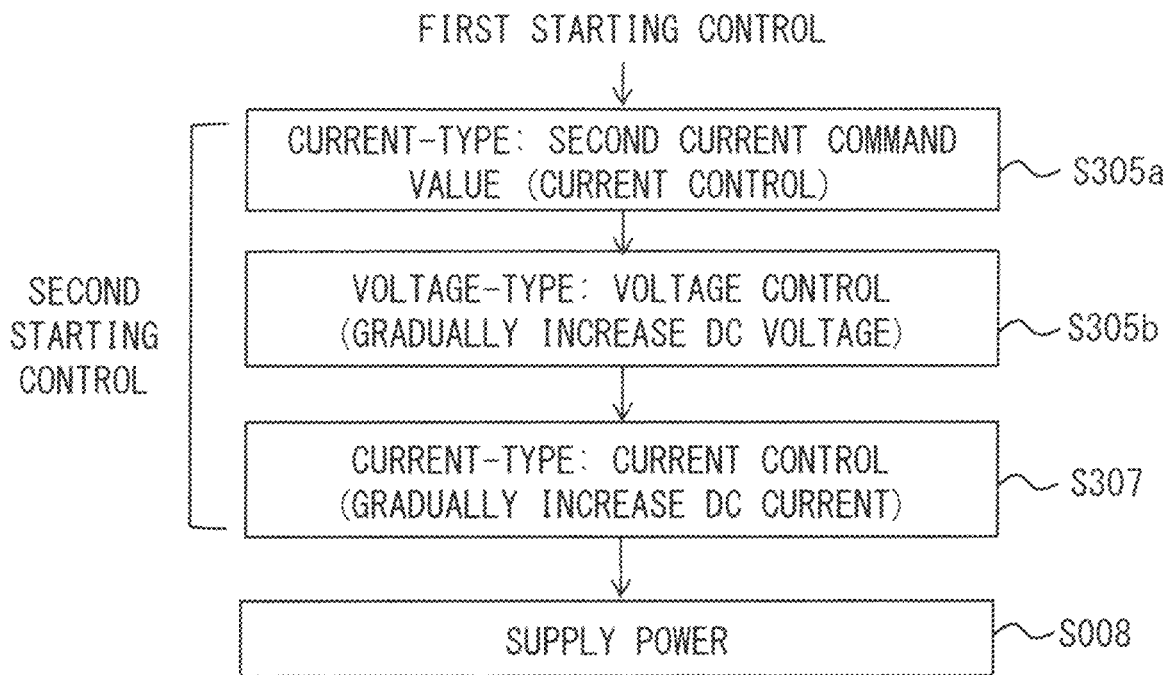 FIRST STARTING CONTROL
CURRENT-TYPE: SECOND CURRENT COMMAND
VALUE (CURRENT CONTROL)
S305a
VOLTAGE-TYPE: VOLTAGE CONTROL
(GRADUALLY INCREASE DC VOLTAGE)
S305b
SECOND
STARTING
CONTROL
CURRENT-TYPE: CURRENT CONTROL
(GRADUALLY INCREASE DC CURRENT)
S307
SUPPLY POWER
S008